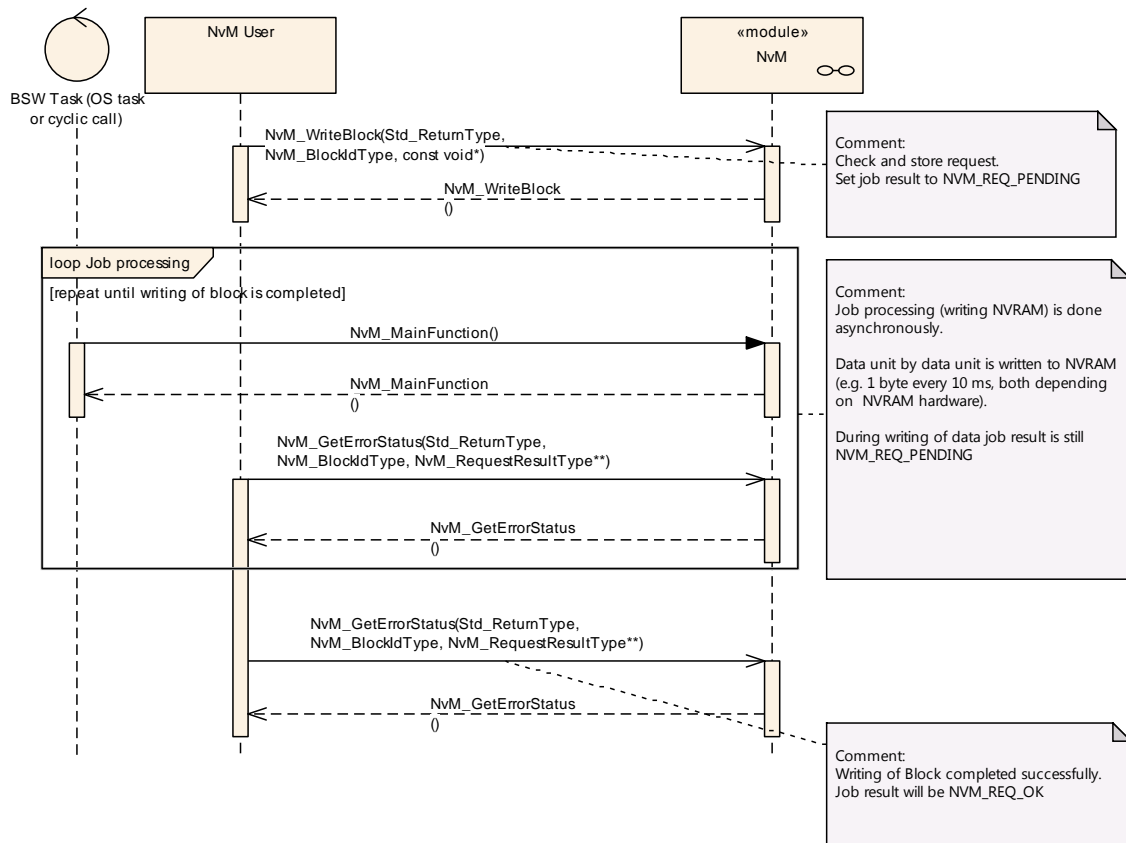 NvM User
«module»
NvM
BSW Task (OS task
or cyclic call)
NvM_WriteBlock(Std_ReturnType,
NvM_BlockIdType, const void*)
Comment:
Check and store request.
Set job result to NVM_REQ_PENDING
NvM_WriteBlock
()
loop Job processing
[repeat until writing of block is completed]
Comment:
Job processing (writing NVRAM) is done
asynchronously.
Data unit by data unit is written to NVRAM
(e.g. 1 byte every 10 ms, both depending
on NVRAM hardware).
During writing of data job result is still
NVM_REQ_PENDING
NvM_MainFunction()
NvM_MainFunction
()
NvM_GetErrorStatus(Std_ReturnType,
NvM_BlockIdType, NvM_RequestResultType**)
NvM_GetErrorStatus
()
NvM_GetErrorStatus(Std_ReturnType,
NvM_BlockIdType, NvM_RequestResultType**)
NvM_GetErrorStatus
()
Comment:
Writing of Block completed successfully.
Job result will be NVM_REQ_OK